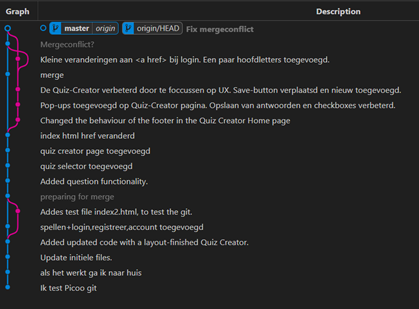 Graph Description
master origin origin/HEAD Fix mergeconflict
Mergeconflict?
Kleine veranderingen aan <a href> bij login. Een paar hoofdletters toegevoegd.
merge
De Quiz-Creator verbeterd door te foccussen op UX. Save-button verplaatsd en nieuw toegevoegd.
Pop-ups toegevoegd op Quiz-Creator pagina. Opslaan van antwoorden en checkboxes verbeterd.
Changed the behaviour of the footer in the Quiz Creator Home page
index html href veranderd
quiz creator page toegevoegd
quiz selector toegevoegd
Added question functionality.
preparing for merge
Addes test file index2.html, to test the git.
spellen+login,registreer,account toegevoegd
Added updated code with a layout-finished Quiz Creator.
Update initiele files.
als het werkt ga ik naar huis
Ik test Picoo git